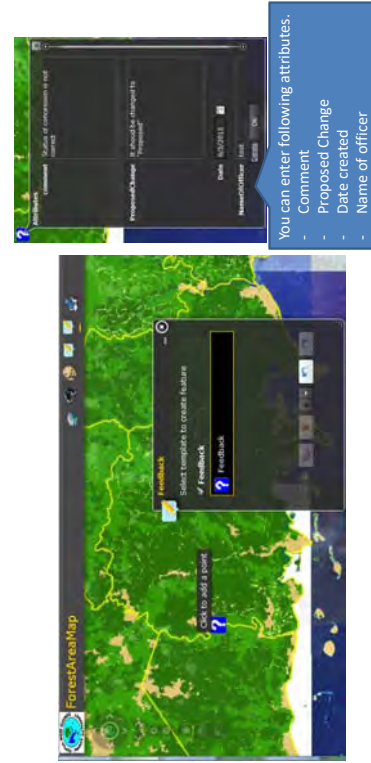 ForestAreaMap
Click to add a point
Feedback
Select template to create feature
Feedback
Feedback
Attributes
comment Status of concession is not correct
ProposedChange It should be changed to "Proposed"
Date 6/5/2013
NameOfOfficer test
OK
You can enter following attributes.
- Comment
- Proposed Change
- Date created
- Name of officer